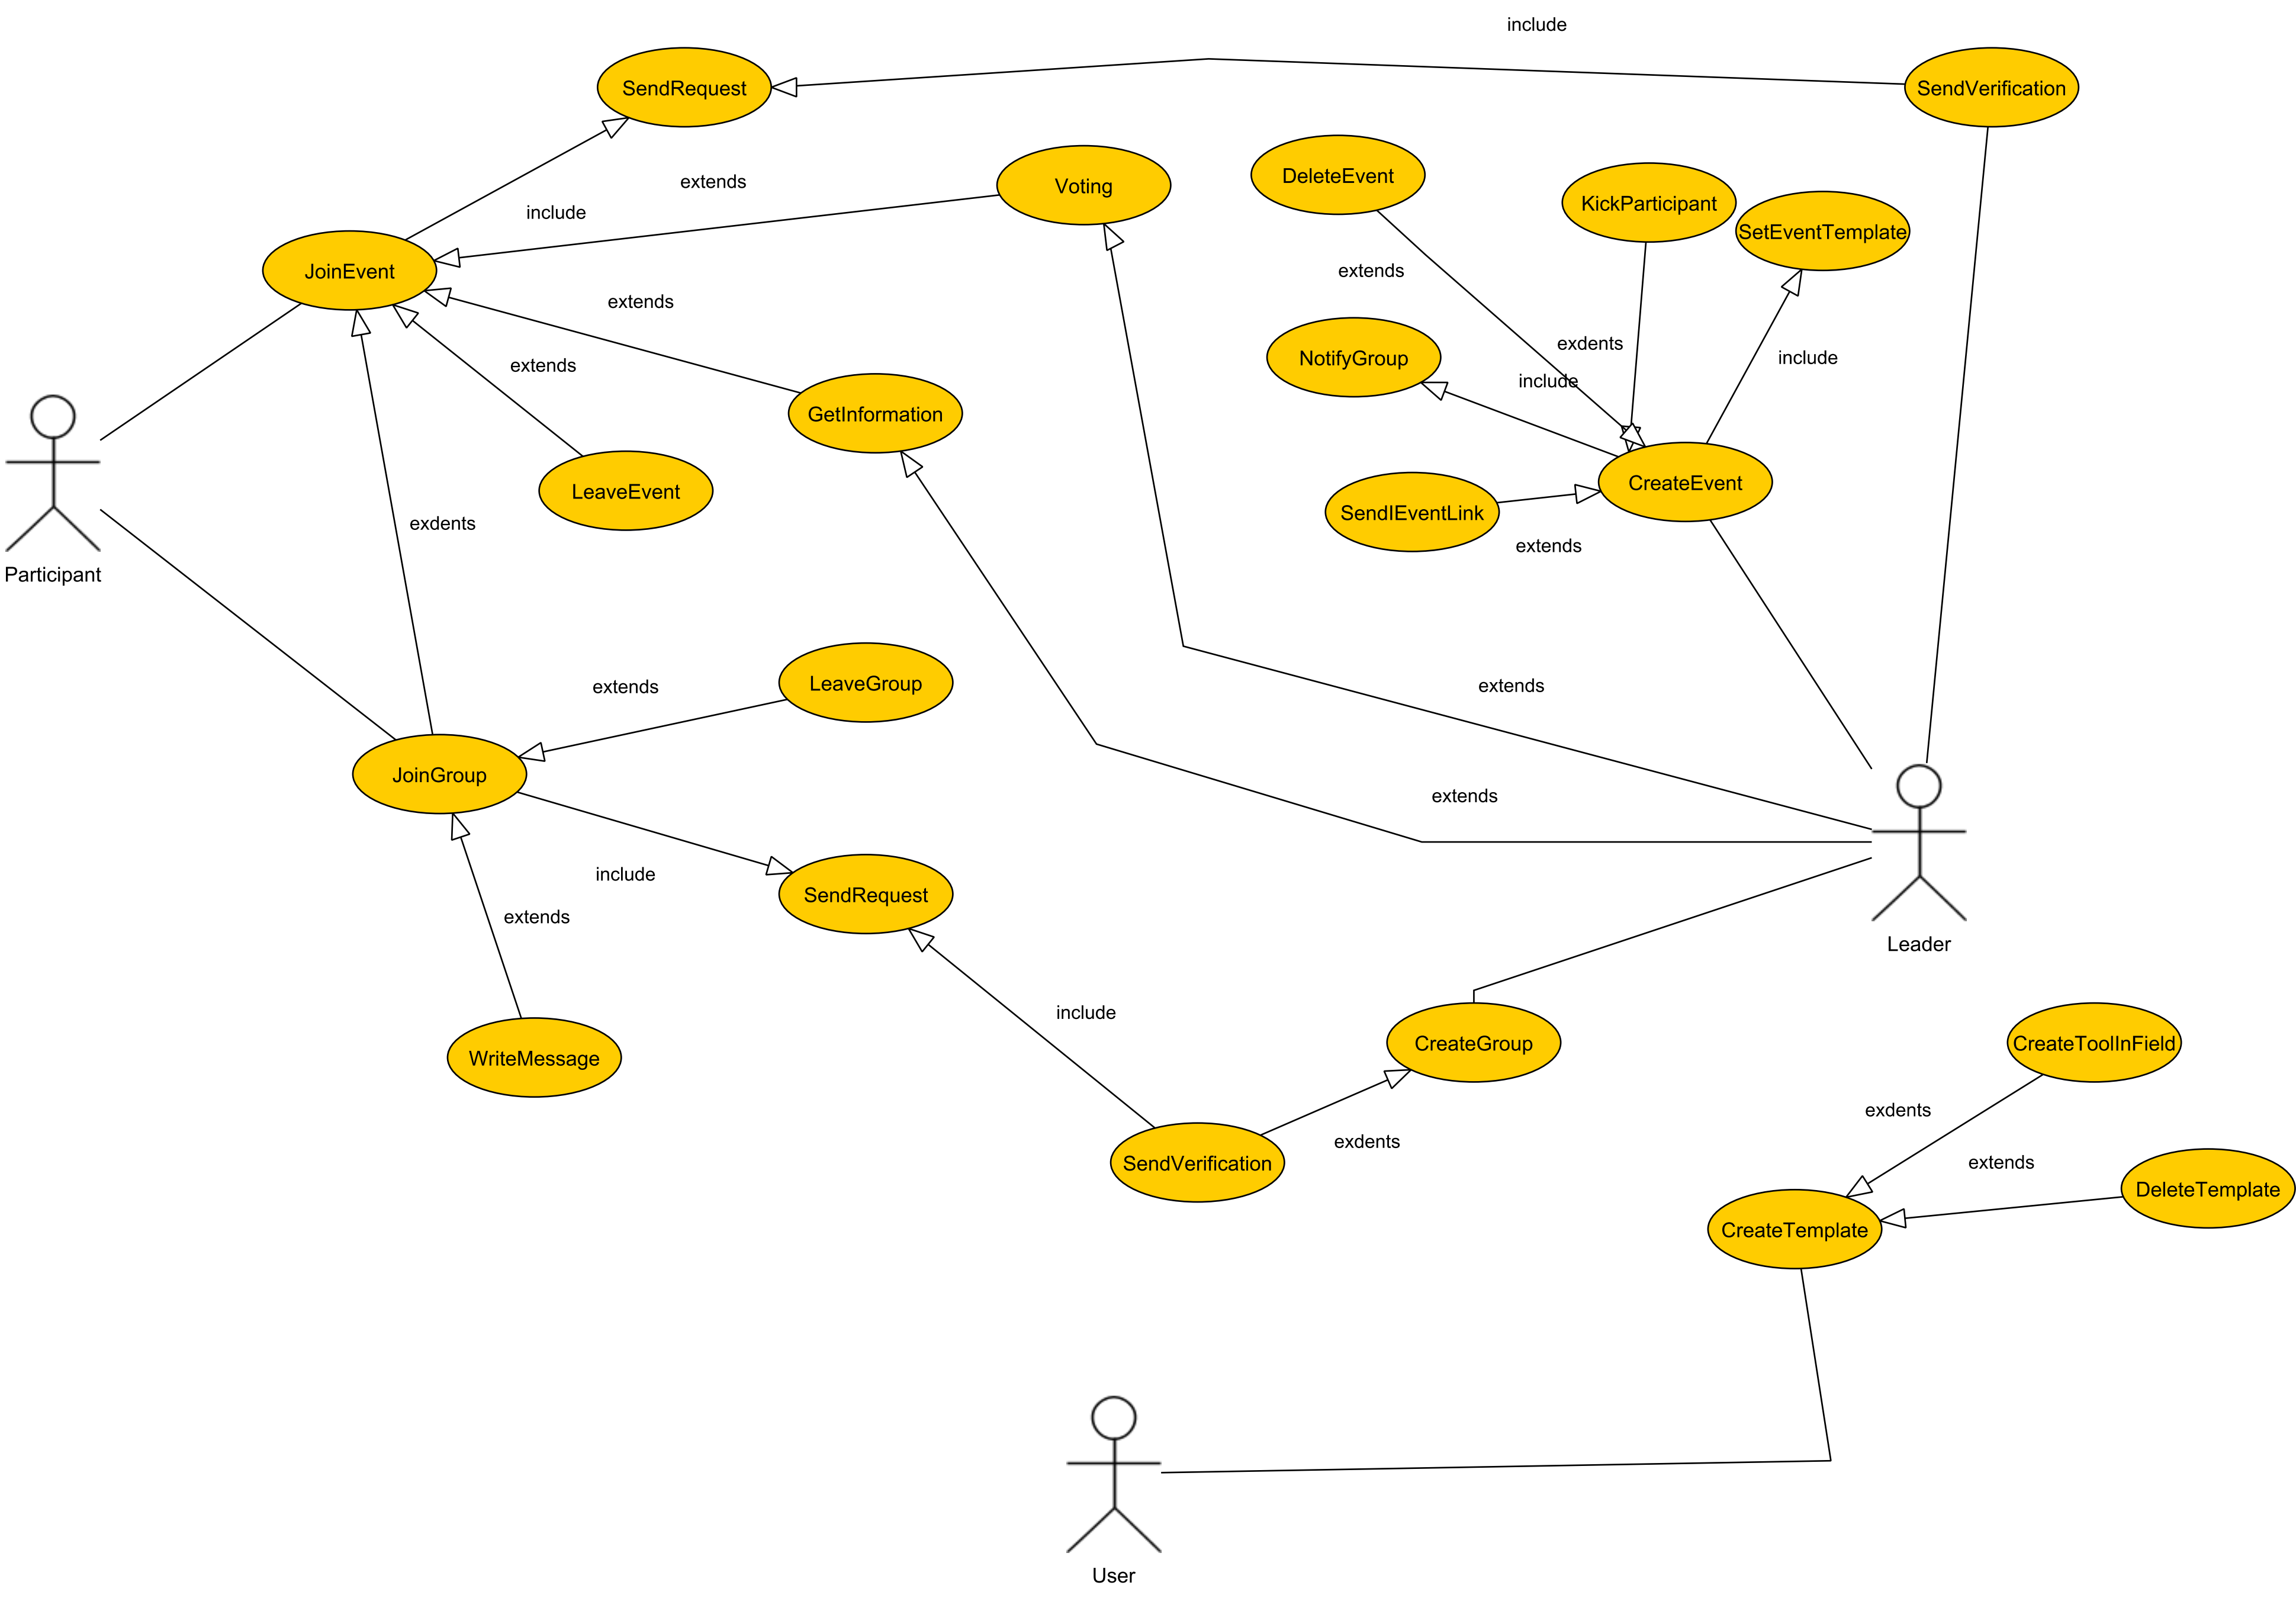 include
SendRequest
SendVerification
Voting
DeleteEvent
extends
KickParticipant
include
SetEventTemplate
JoinEvent
extends
extends
exdents
NotifyGroup
include
include
extends
GetInformation
CreateEvent
LeaveEvent
SendIEventLink
exdents
extends
Participant
LeaveGroup
extends
extends
JoinGroup
extends
include
SendRequest
extends
Leader
include
CreateGroup
CreateToolInField
WriteMessage
exdents
exdents
SendVerification
extends
DeleteTemplate
CreateTemplate
User